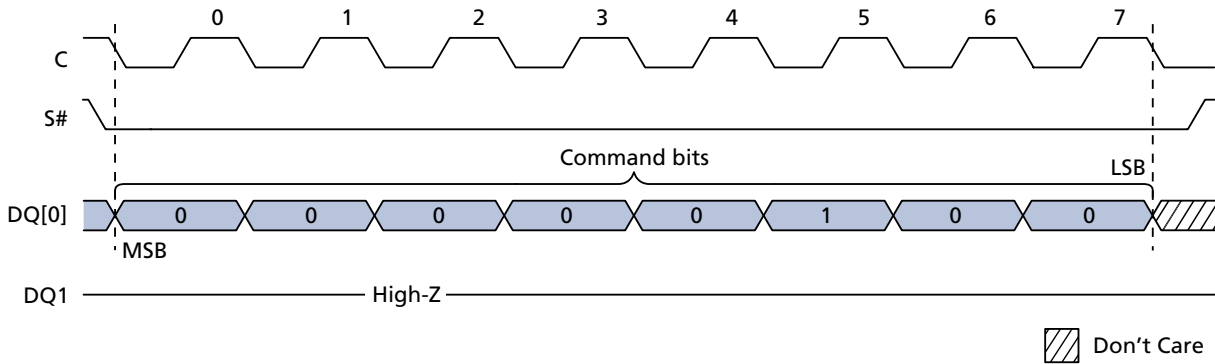 0 1 2 3 4 5 6 7
C
S#
Command bits
LSB
DQ[0] 0 0 0 0 0 1 0 0
MSB
DQ1 High-Z
Don't Care